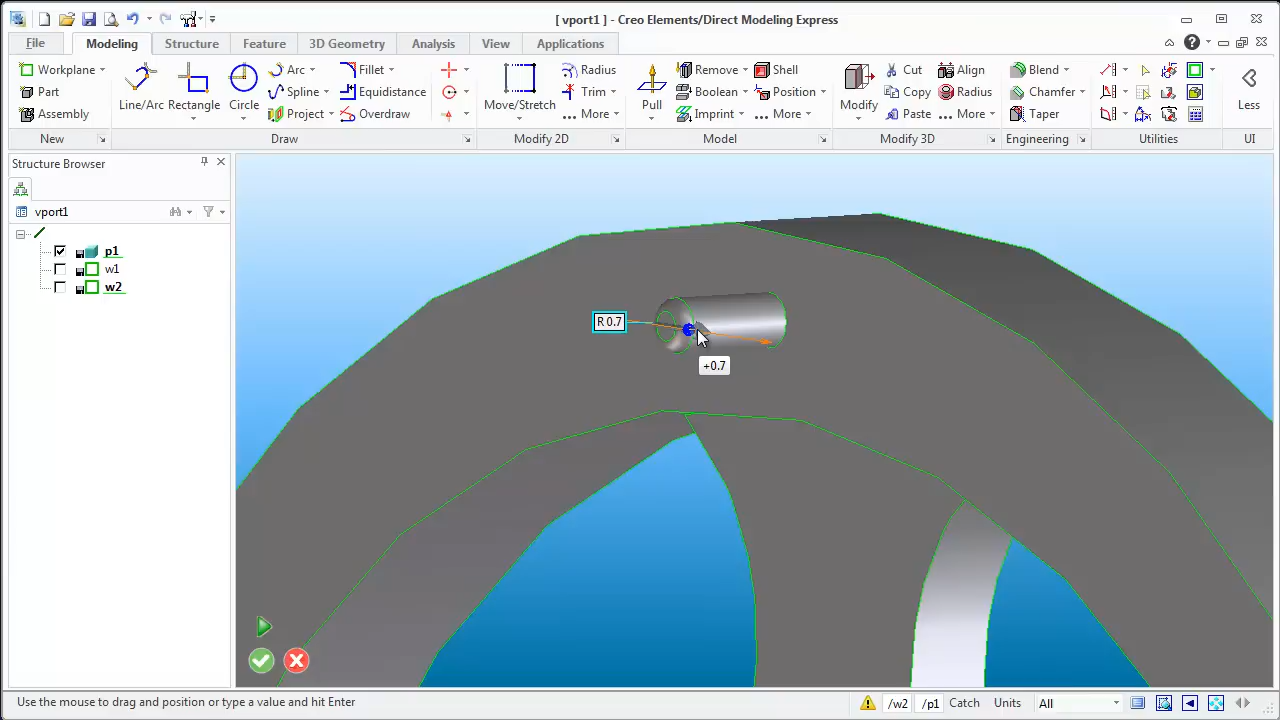 [ vport1 ] - Creo Elements/Direct Modeling Express
File Modeling Structure Feature 3D Geometry Analysis View Applications
Workplane Arc Fillet Radius Remove Shell Cut Align Blend
Line/Arc Rectangle Circle Move/Stretch Pull Modify Less
Part Spline Equidistance Trim Boolean Position Copy Radius Chamfer
Assembly Project Overdraw More Imprint More Paste More Taper
New Draw Modify 2D Model Modify 3D Engineering Utilities UI
Structure Browser
vport1
p1
w1
w2
R 0.7
+0.7
Use the mouse to drag and position or type a value and hit Enter
/w2 /p1 Catch Units All